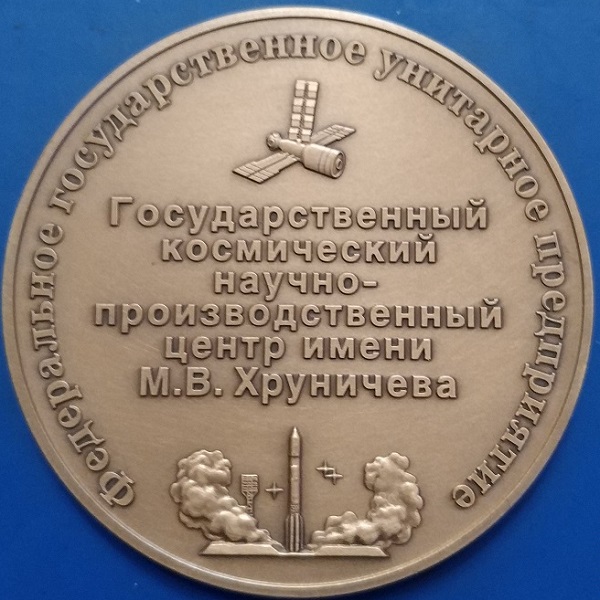 Федеральное государственное унитарное предприятие
Государственный
космический
научно-
производственный
центр имени
М.В. Хруничева